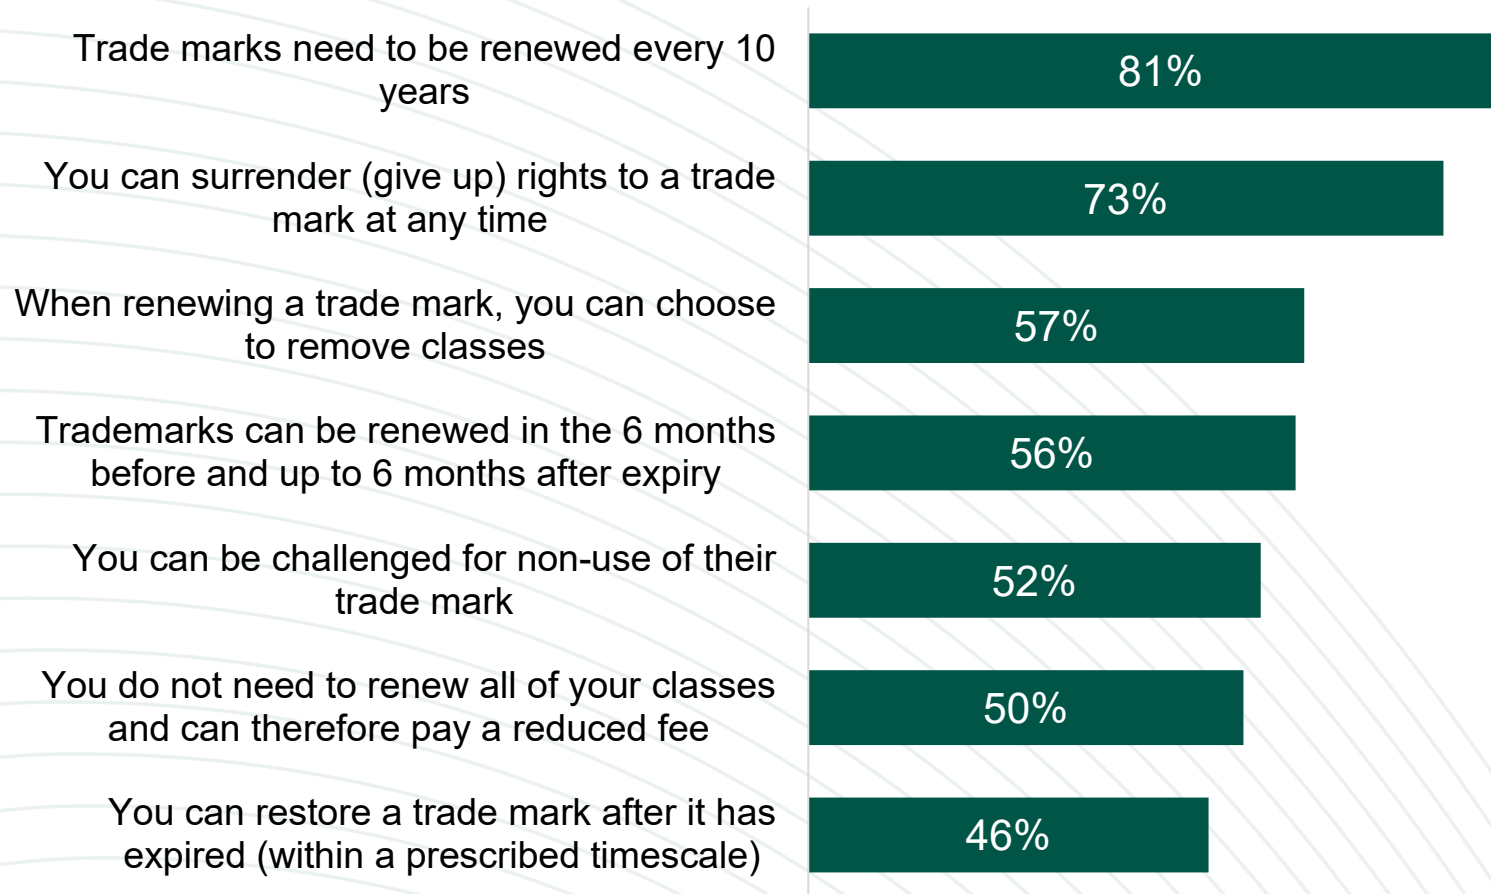 Trade marks need to be renewed every 10
years
81%
You can surrender (give up) rights to a trade
mark at any time
73%
When renewing a trade mark, you can choose
to remove classes
57%
Trademarks can be renewed in the 6 months
before and up to 6 months after expiry
56%
You can be challenged for non-use of their
trade mark
52%
You do not need to renew all of your classes
and can therefore pay a reduced fee
50%
You can restore a trade mark after it has
expired (within a prescribed timescale)
46%